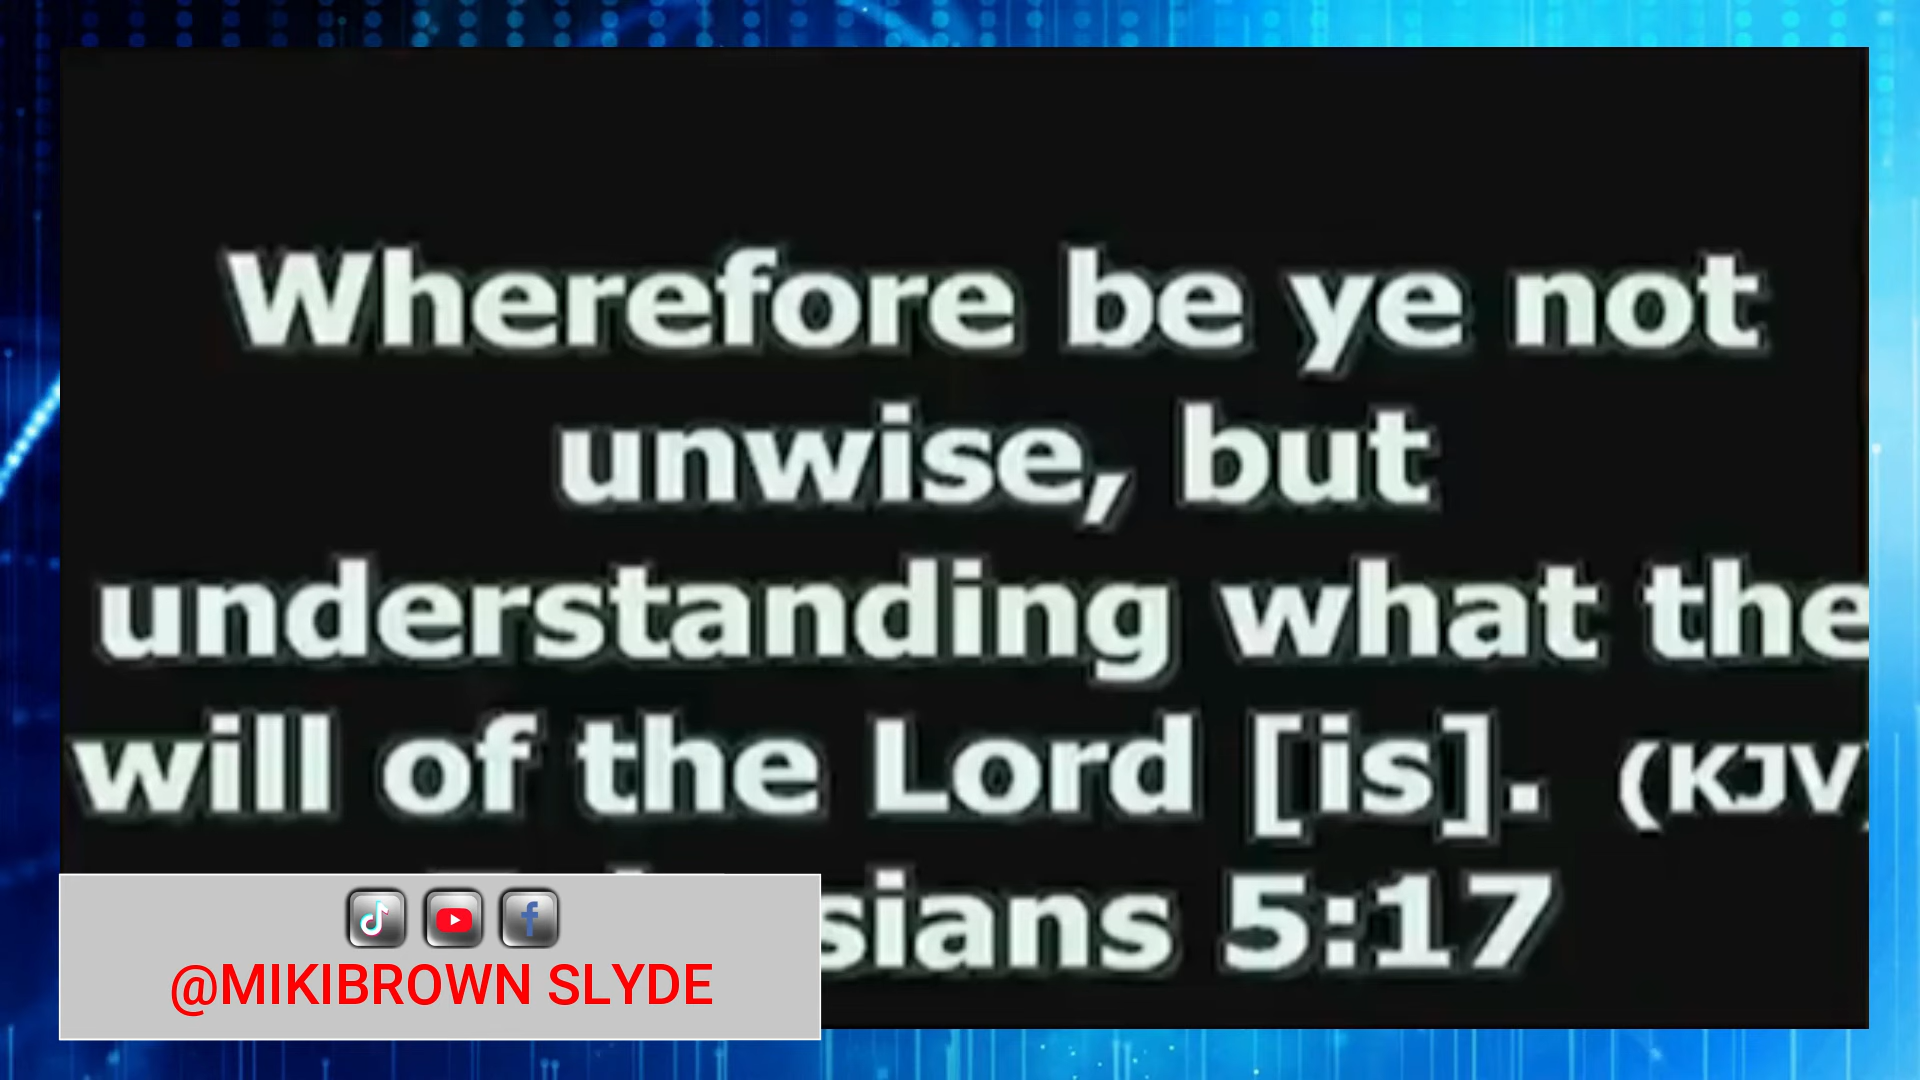 Wherefore be ye not
unwise, but
understanding what the
will of the Lord [is]. (KJV)
sians 5:17
@MIKIBROWN SLYDE